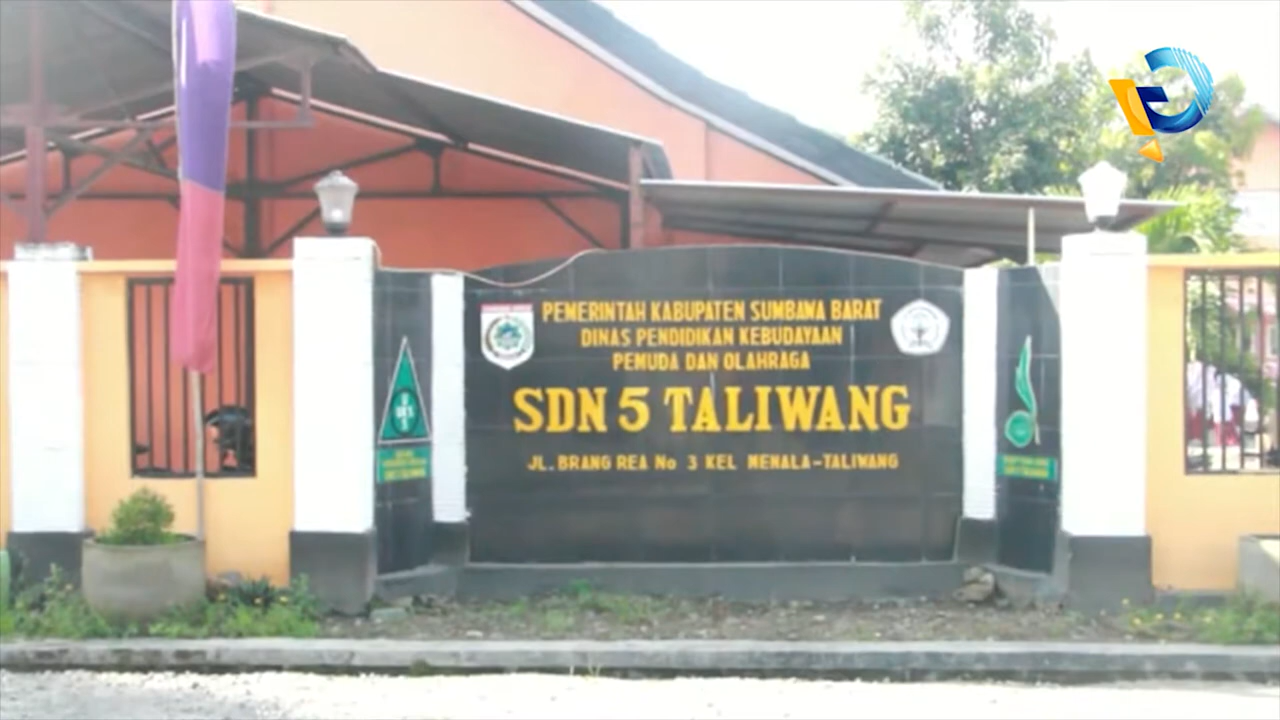 PEMERINTAH KABUPATEN SUMBAWA BARAT
DINAS PENDIDIKAN KEBUDAYAAN
PEMUDA DAN OLAHRAGA
SDN 5 TALIWANG
JL. BRANG REA No 3 KEL MENALA-TALIWANG